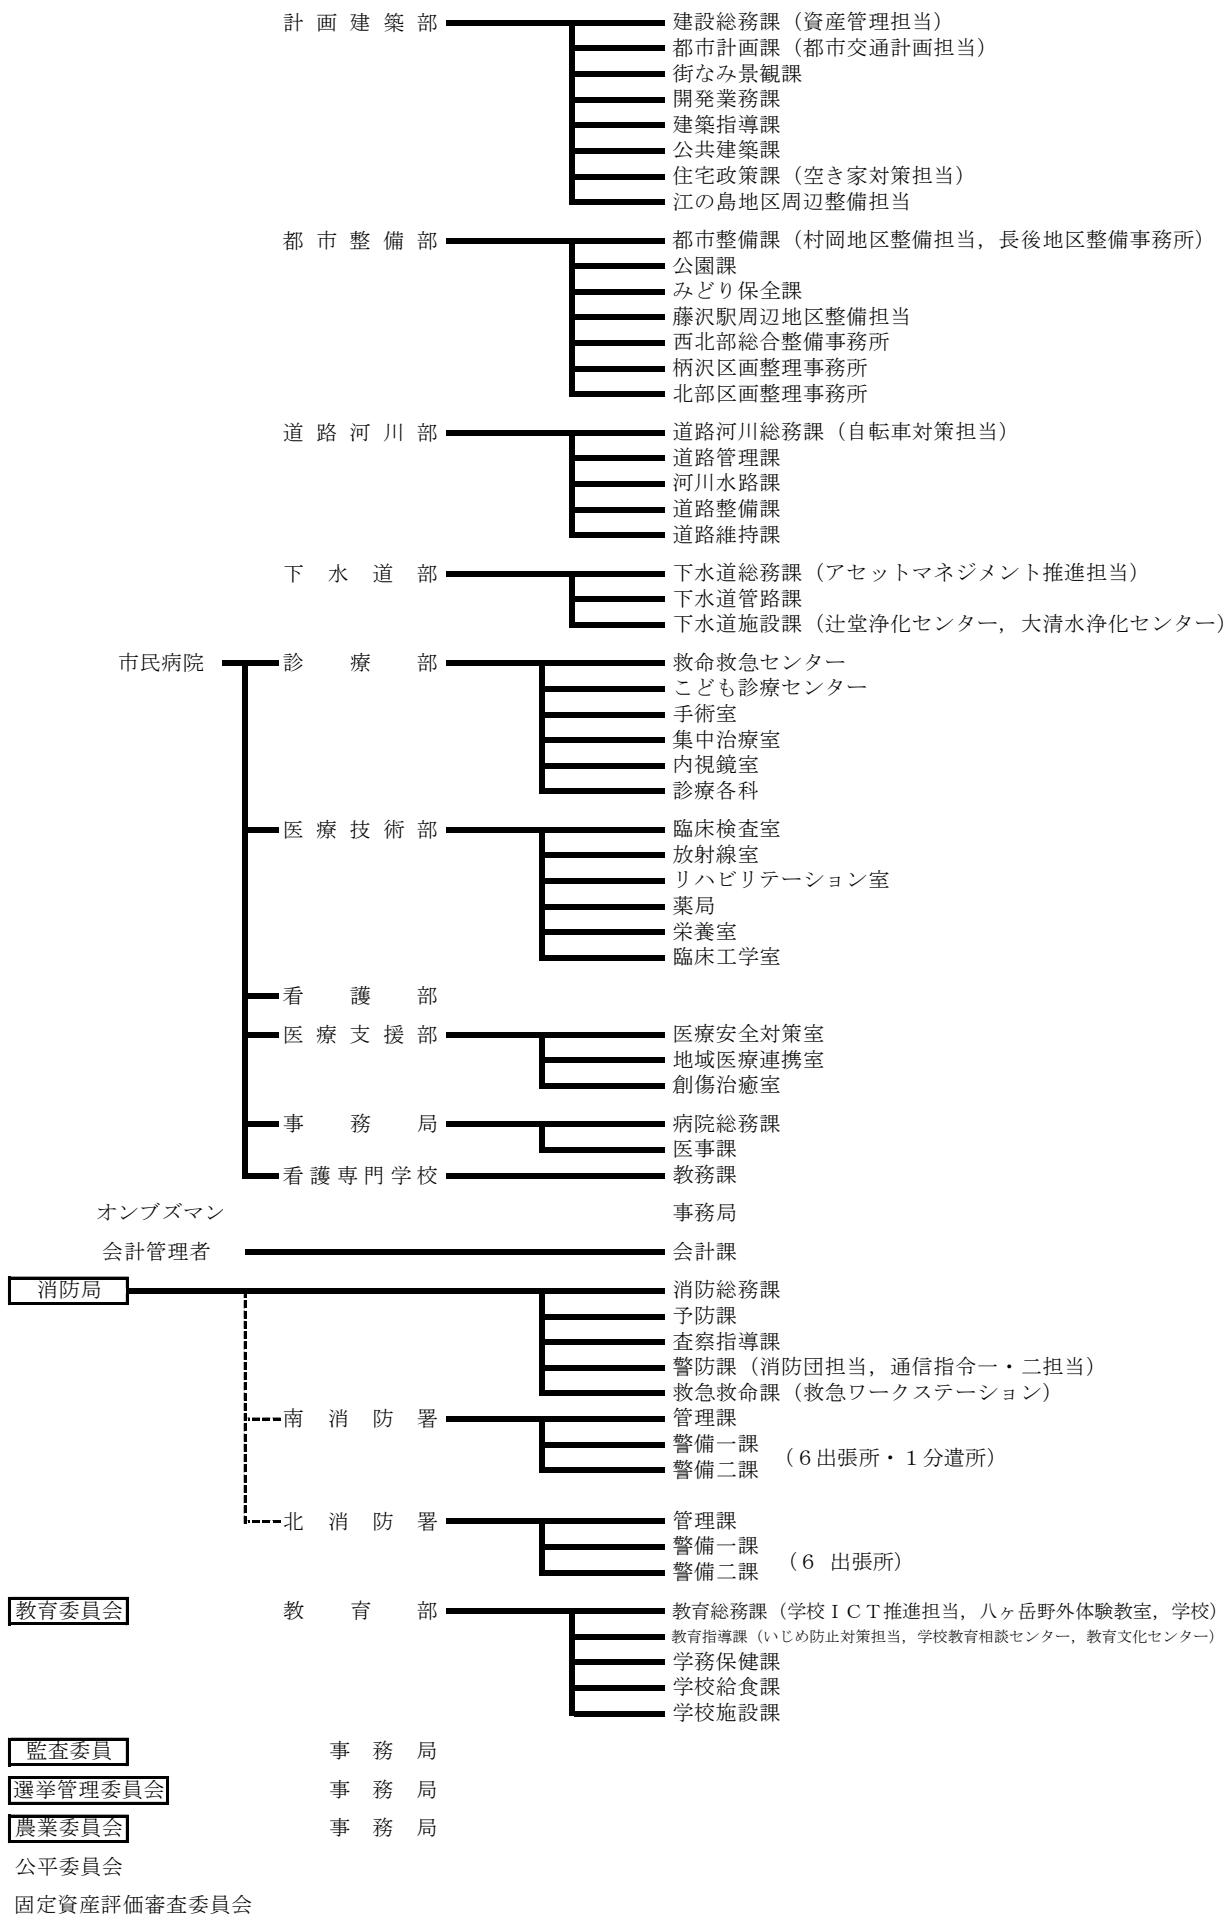 計画建築部 建設総務課（資産管理担当）
都市計画課（都市交通計画担当）
街なみ景観課
開発業務課
建築指導課
公共建築課
住宅政策課（空き家対策担当）
江の島地区周辺整備担当
都市整備部 都市整備課（村岡地区整備担当，長後地区整備事務所）
公園課
みどり保全課
藤沢駅周辺地区整備担当
西北部総合整備事務所
柄沢区画整理事務所
北部区画整理事務所
道路河川部 道路河川総務課（自転車対策担当）
道路管理課
河川水路課
道路整備課
道路維持課
下水道部 下水道総務課（アセットマネジメント推進担当）
下水道管路課
下水道施設課（辻堂浄化センター，大清水浄化センター）
市民病院 診療部 救命救急センター
こども診療センター
手術室
集中治療室
内視鏡室
診療各科
医療技術部 臨床検査室
放射線室
リハビリテーション室
薬局
栄養室
臨床工学室
看護部
医療支援部 医療安全対策室
地域医療連携室
創傷治癒室
事務局 病院総務課
医事課
看護専門学校 教務課
オンブズマン 事務局
会計管理者 会計課
消防局 消防総務課
予防課
査察指導課
警防課（消防団担当，通信指令一・二担当）
救急救命課（救急ワークステーション）
南消防署 管理課
警備一課
（６出張所・１分遣所）
警備二課
北消防署 管理課
警備一課
（６ 出張所）
警備二課
教育委員会 教育部 教育総務課（学校ＩＣＴ推進担当，八ヶ岳野外体験教室，学校）
教育指導課（いじめ防止対策担当，学校教育相談センター，教育文化センター）
学務保健課
学校給食課
学校施設課
監査委員 事務局
選挙管理委員会 事務局
農業委員会 事務局
公平委員会
固定資産評価審査委員会